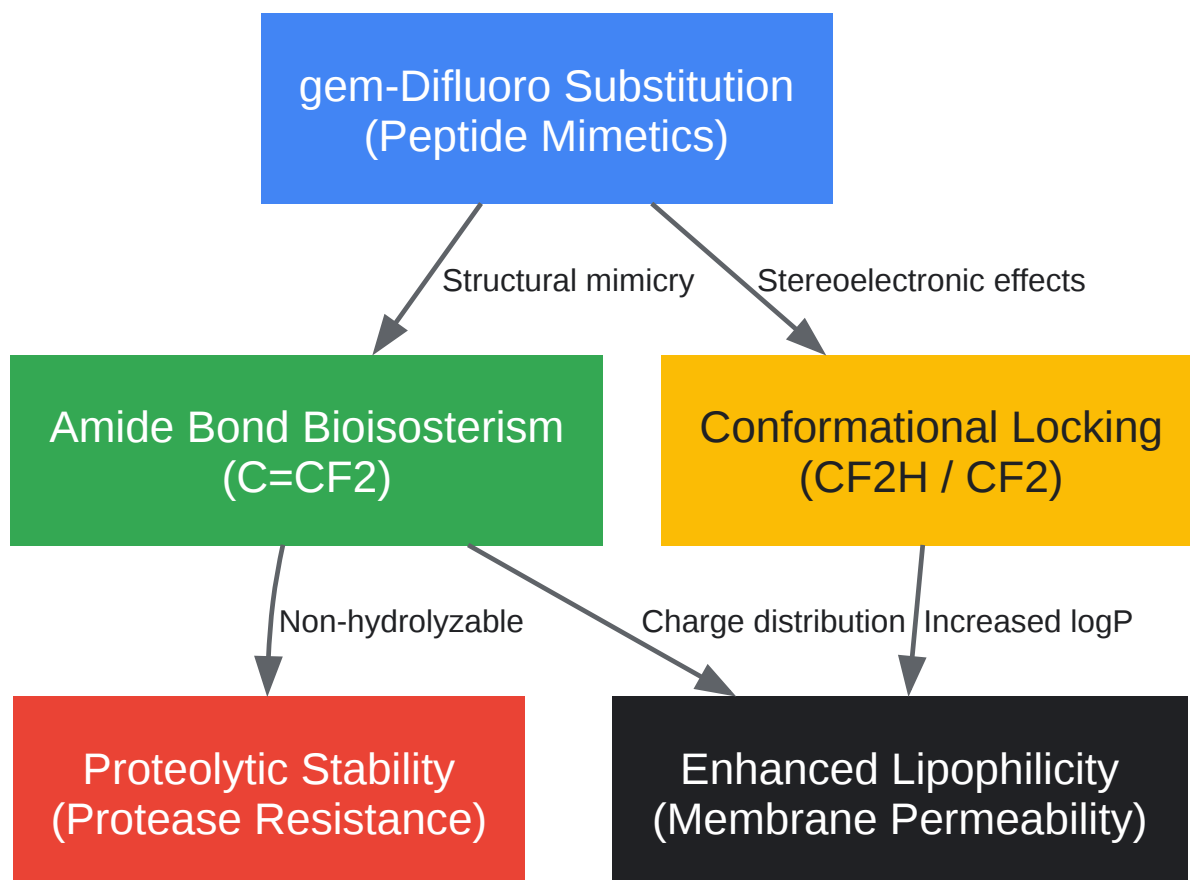 gem-Difluoro Substitution
(Peptide Mimetics)
Structural mimicry
Stereoelectronic effects
Amide Bond Bioisosterism
(C=CF2)
Conformational Locking
(CF2H / CF2)
Non-hydrolyzable
Charge distribution
Increased logP
Proteolytic Stability
(Protease Resistance)
Enhanced Lipophilicity
(Membrane Permeability)